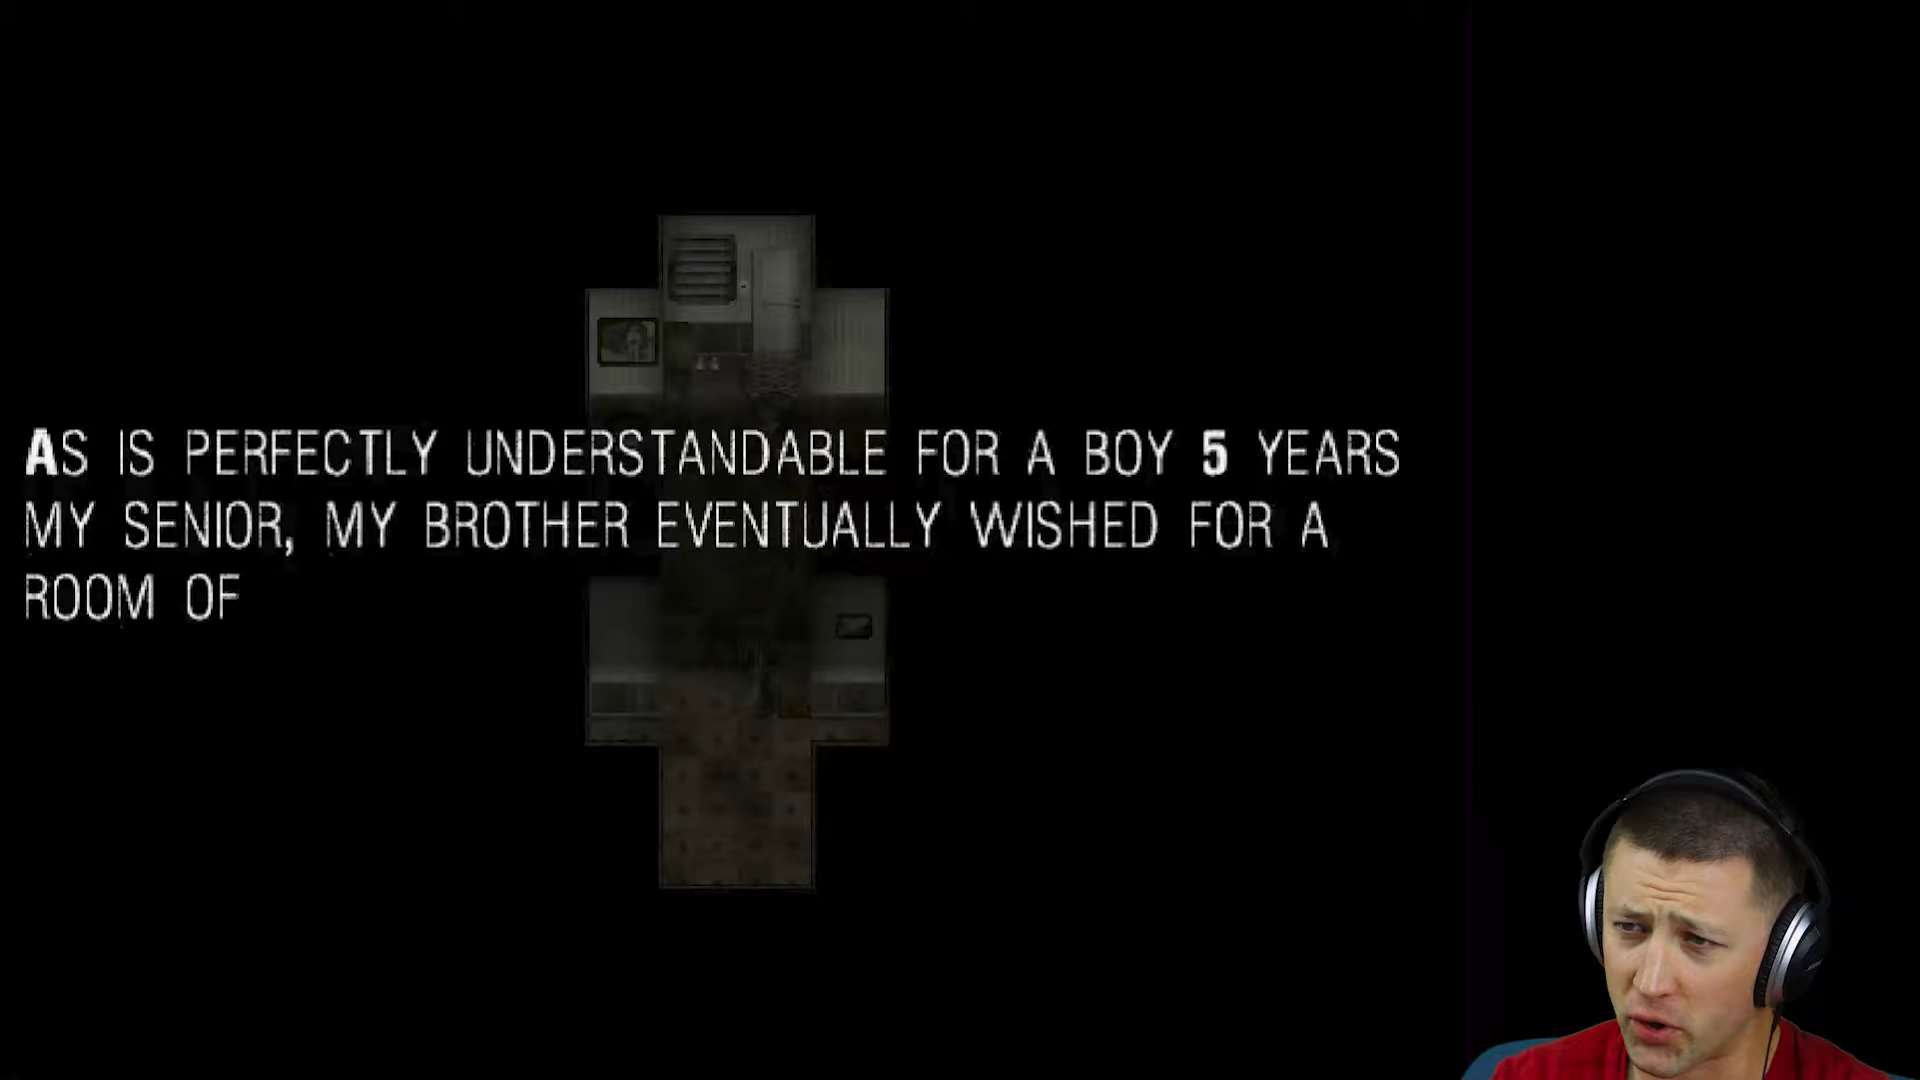 AS IS PERFECTLY UNDERSTANDABLE FOR A BOY 5 YEARS
MY SENIOR, MY BROTHER EVENTUALLY WISHED FOR A
ROOM OF